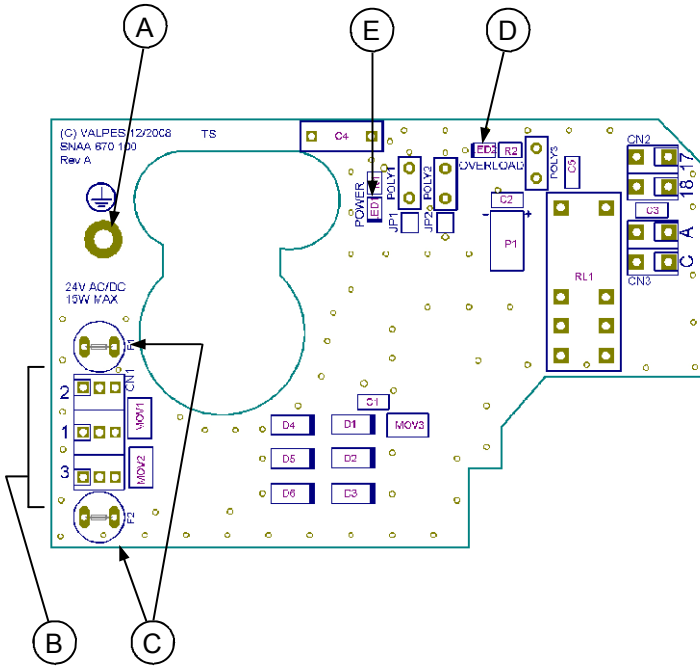 A
E
D
(C) VALPES 12/2008
SNAA 670 100
Rev A
TS
C4
POWER
LED1
POLY1
POLY2
JP1
JP2
LED2
R2
OVERLOAD
POLY3
C5
C2
- +
P1
CN2
17
18
C3
A
C
CN3
RL1
24V AC/DC
15W MAX
F1
CN1
2
1
3
MOV1
MOV2
F2
C1
D4
D1
MOV3
D5
D2
D6
D3
B
C